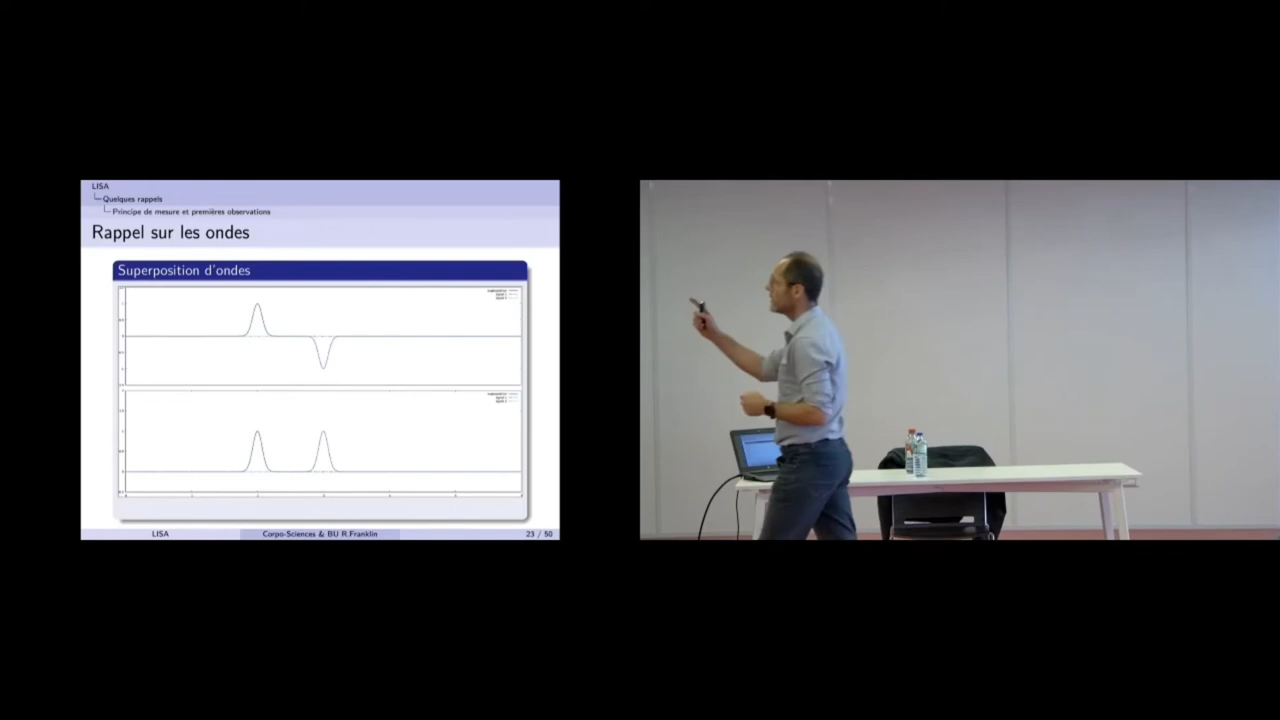 LISA
Quelques rappels
Principe de mesure et premières observations
Rappel sur les ondes
Superposition d'ondes
LISA
Corpo-Sciences & BU R.Franklin
23 / 50